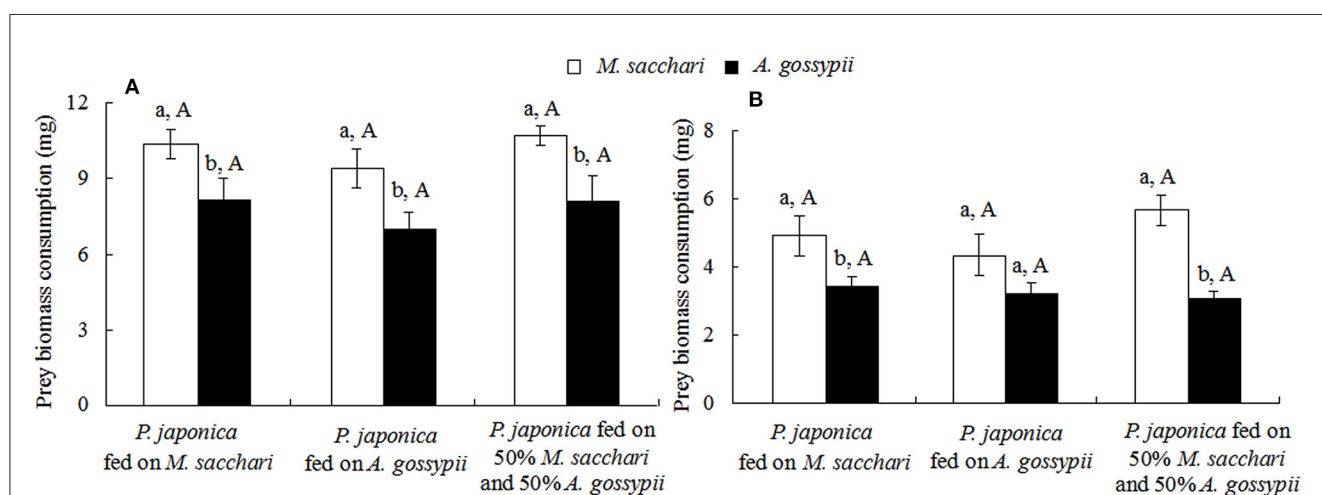 M. sacchari A. gossypii
A
Prey biomass consumption (mg)
12
9
6
3
0
a, A
b, A
a, A
b, A
a, A
b, A
P. japonica
fed on M. sacchari
P. japonica
fed on A. gossypii
P. japonica fed on
50% M. sacchari
and 50% A. gossypii
B
Prey biomass consumption (mg)
8
6
4
2
0
a, A
b, A
a, A
a, A
a, A
b, A
P. japonica
fed on M. sacchari
P. japonica
fed on A. gossypii
P. japonica fed on
50% M. sacchari
and 50% A. gossypii